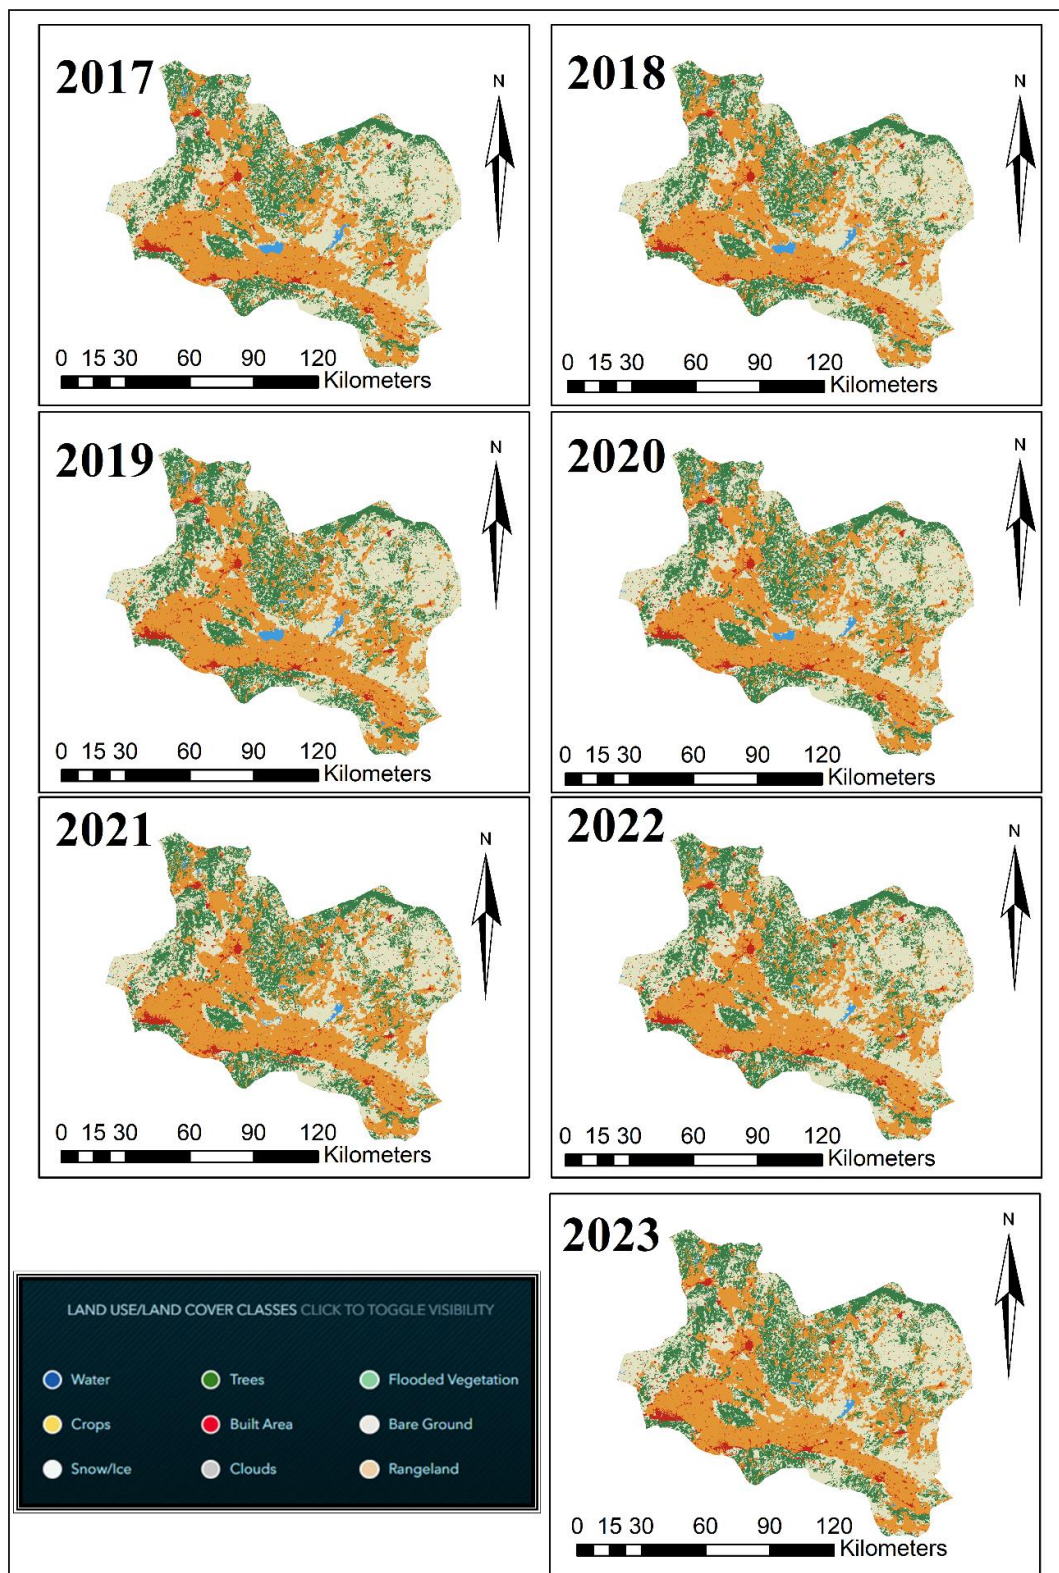 2017
N
0 15 30 60 90 120
Kilometers
2018
N
0 15 30 60 90 120
Kilometers
2019
N
0 15 30 60 90 120
Kilometers
2020
N
0 15 30 60 90 120
Kilometers
2021
N
0 15 30 60 90 120
Kilometers
2022
N
0 15 30 60 90 120
Kilometers
LAND USE/LAND COVER CLASSES CLICK TO TOGGLE VISIBILITY
Water Trees Flooded Vegetation
Crops Built Area Bare Ground
Snow/Ice Clouds Rangeland
2023
N
0 15 30 60 90 120
Kilometers